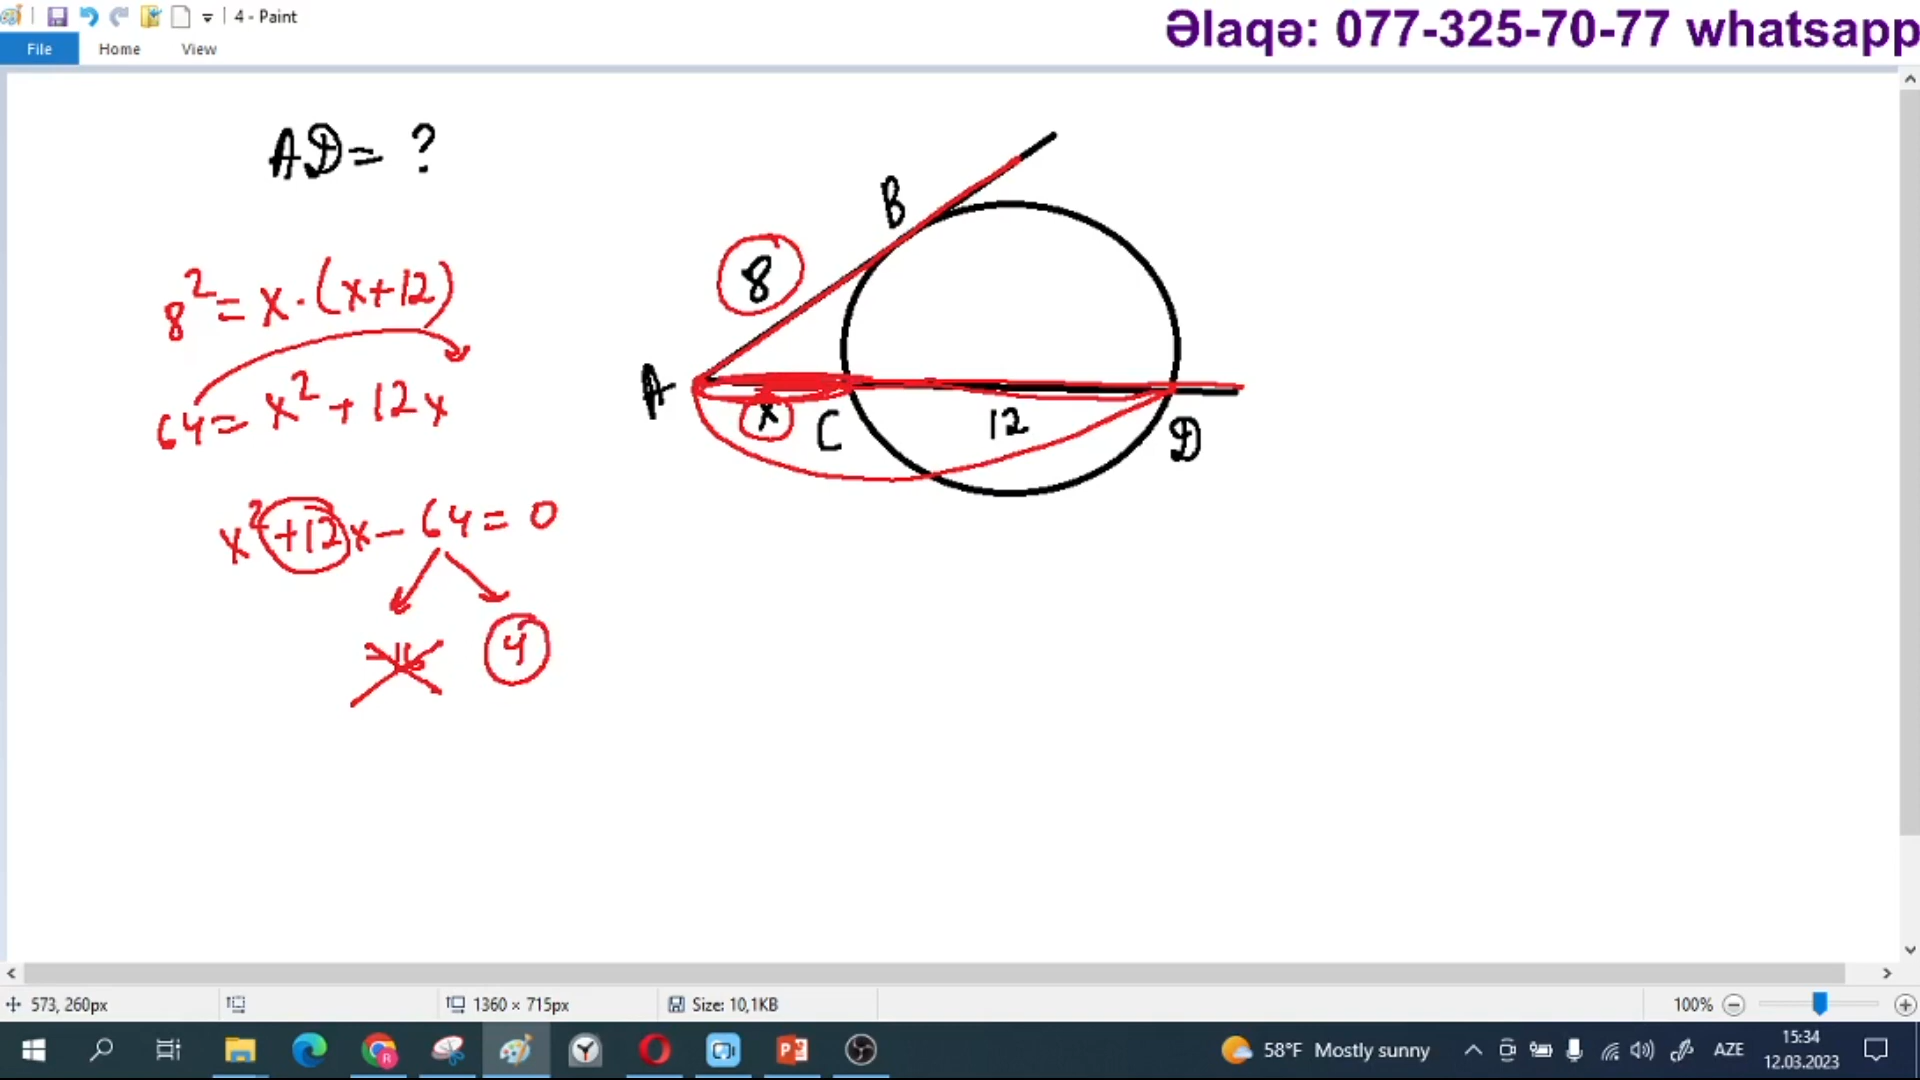 4 - Paint
Əlaqə: 077-325-70-77 whatsapp
File Home View
AD = ?
8² = x · (x+12)
64 = x² + 12x
x² +12x - 64 = 0
-16 4
B
8
A
x
C
12
D
573, 260px
1360 × 715px
Size: 10,1KB
100%
58°F Mostly sunny
AZE
15:34
12.03.2023